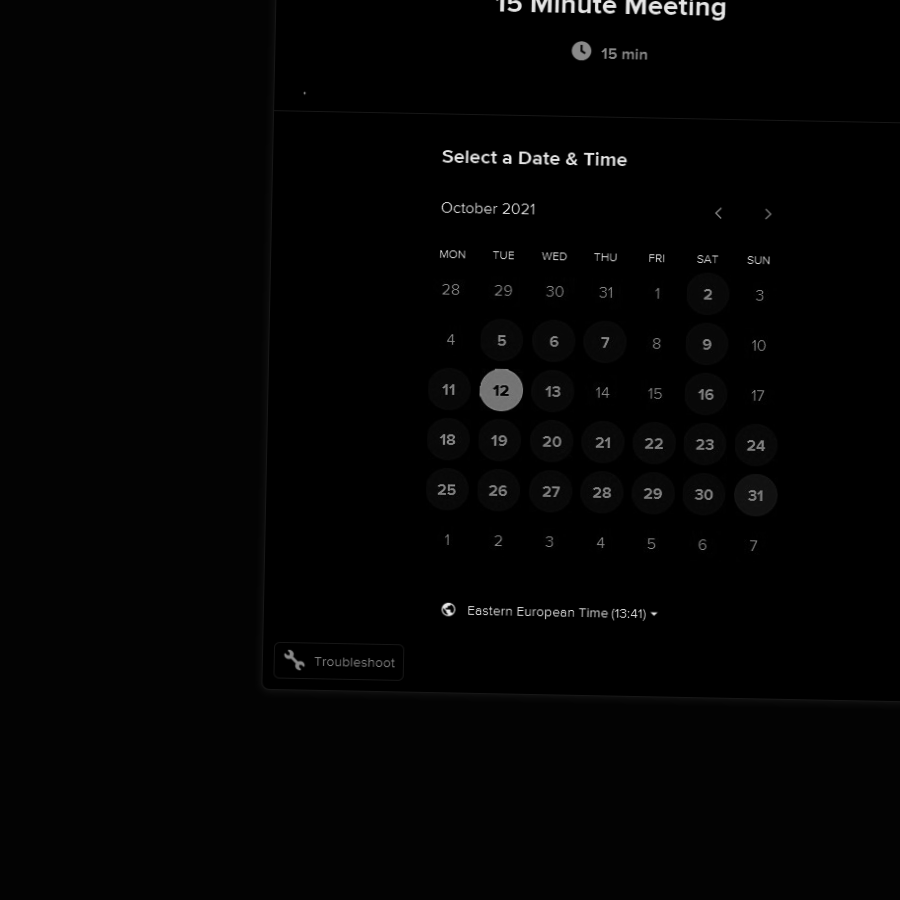 15 Minute Meeting
15 min
Select a Date & Time
October 2021
MON TUE WED THU FRI SAT SUN
28 29 30 31 1 2 3
4 5 6 7 8 9 10
11 12 13 14 15 16 17
18 19 20 21 22 23 24
25 26 27 28 29 30 31
1 2 3 4 5 6 7
Eastern European Time (13:41)
Troubleshoot